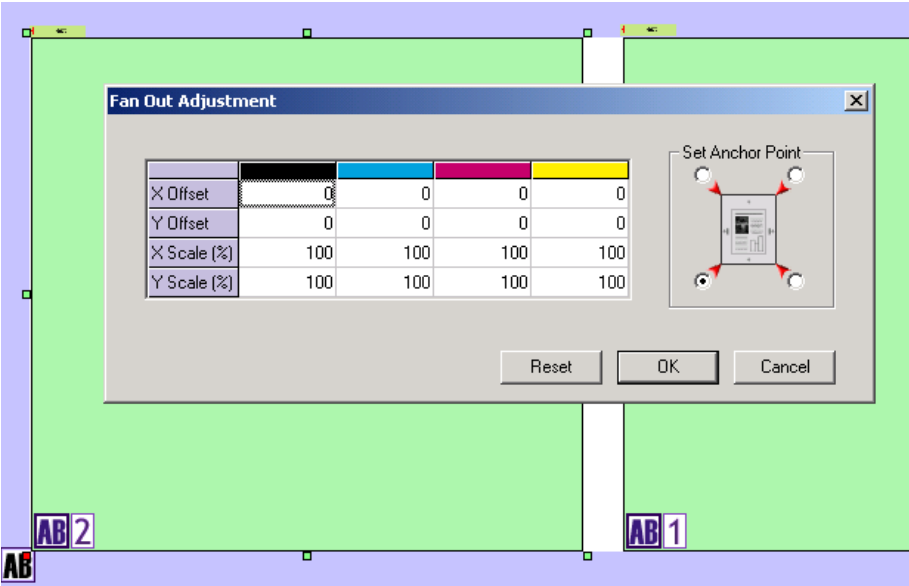 Fan Out Adjustment
Set Anchor Point
X Offset 0 0 0 0
Y Offset 0 0 0 0
X Scale (%) 100 100 100 100
Y Scale (%) 100 100 100 100
Reset OK Cancel
AB 2
AB 1
AB